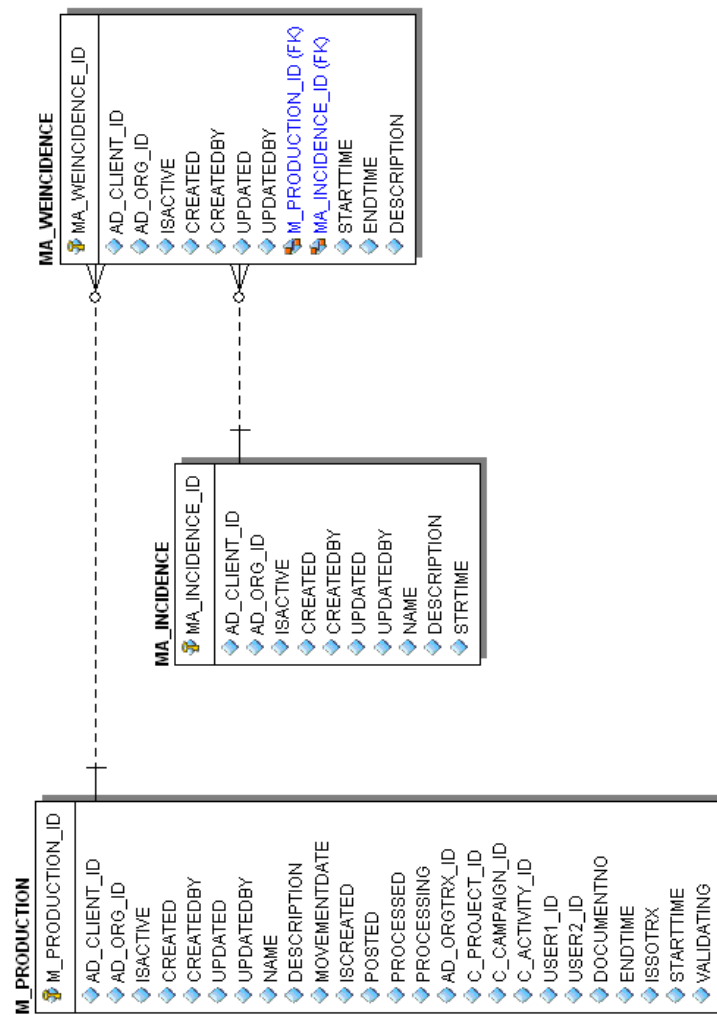 M_PRODUCTION
M_PRODUCTION_ID
AD_CLIENT_ID
AD_ORG_ID
ISACTIVE
CREATED
CREATEDBY
UPDATED
UPDATEDBY
NAME
DESCRIPTION
MOVEMENTDATE
ISCREATED
POSTED
PROCESSED
PROCESSING
AD_ORGTRX_ID
C_PROJECT_ID
C_CAMPAIGN_ID
C_ACTIVITY_ID
USER1_ID
USER2_ID
DOCUMENTNO
ENDTIME
ISSOTRX
STARTTIME
VALIDATING
MA_INCIDENCE
MA_INCIDENCE_ID
AD_CLIENT_ID
AD_ORG_ID
ISACTIVE
CREATED
CREATEDBY
UPDATED
UPDATEDBY
NAME
DESCRIPTION
STRTIME
MA_WEINCIDENCE
MA_WEINCIDENCE_ID
AD_CLIENT_ID
AD_ORG_ID
ISACTIVE
CREATED
CREATEDBY
UPDATED
UPDATEDBY
M_PRODUCTION_ID (FK)
MA_INCIDENCE_ID (FK)
STARTTIME
ENDTIME
DESCRIPTION